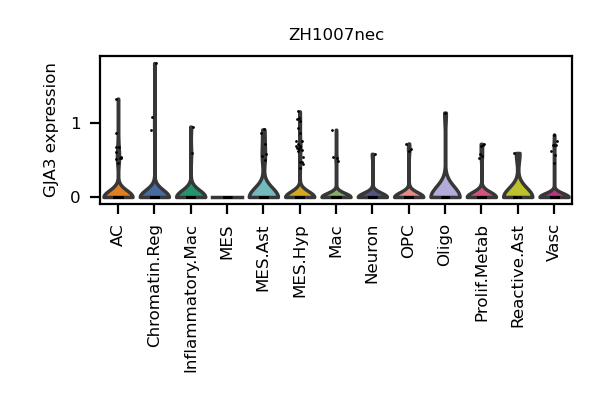 ZH1007nec
GJA3 expression
1
0
AC
Chromatin.Reg
Inflammatory.Mac
MES
MES.Ast
MES.Hyp
Mac
Neuron
OPC
Oligo
Prolif.Metab
Reactive.Ast
Vasc